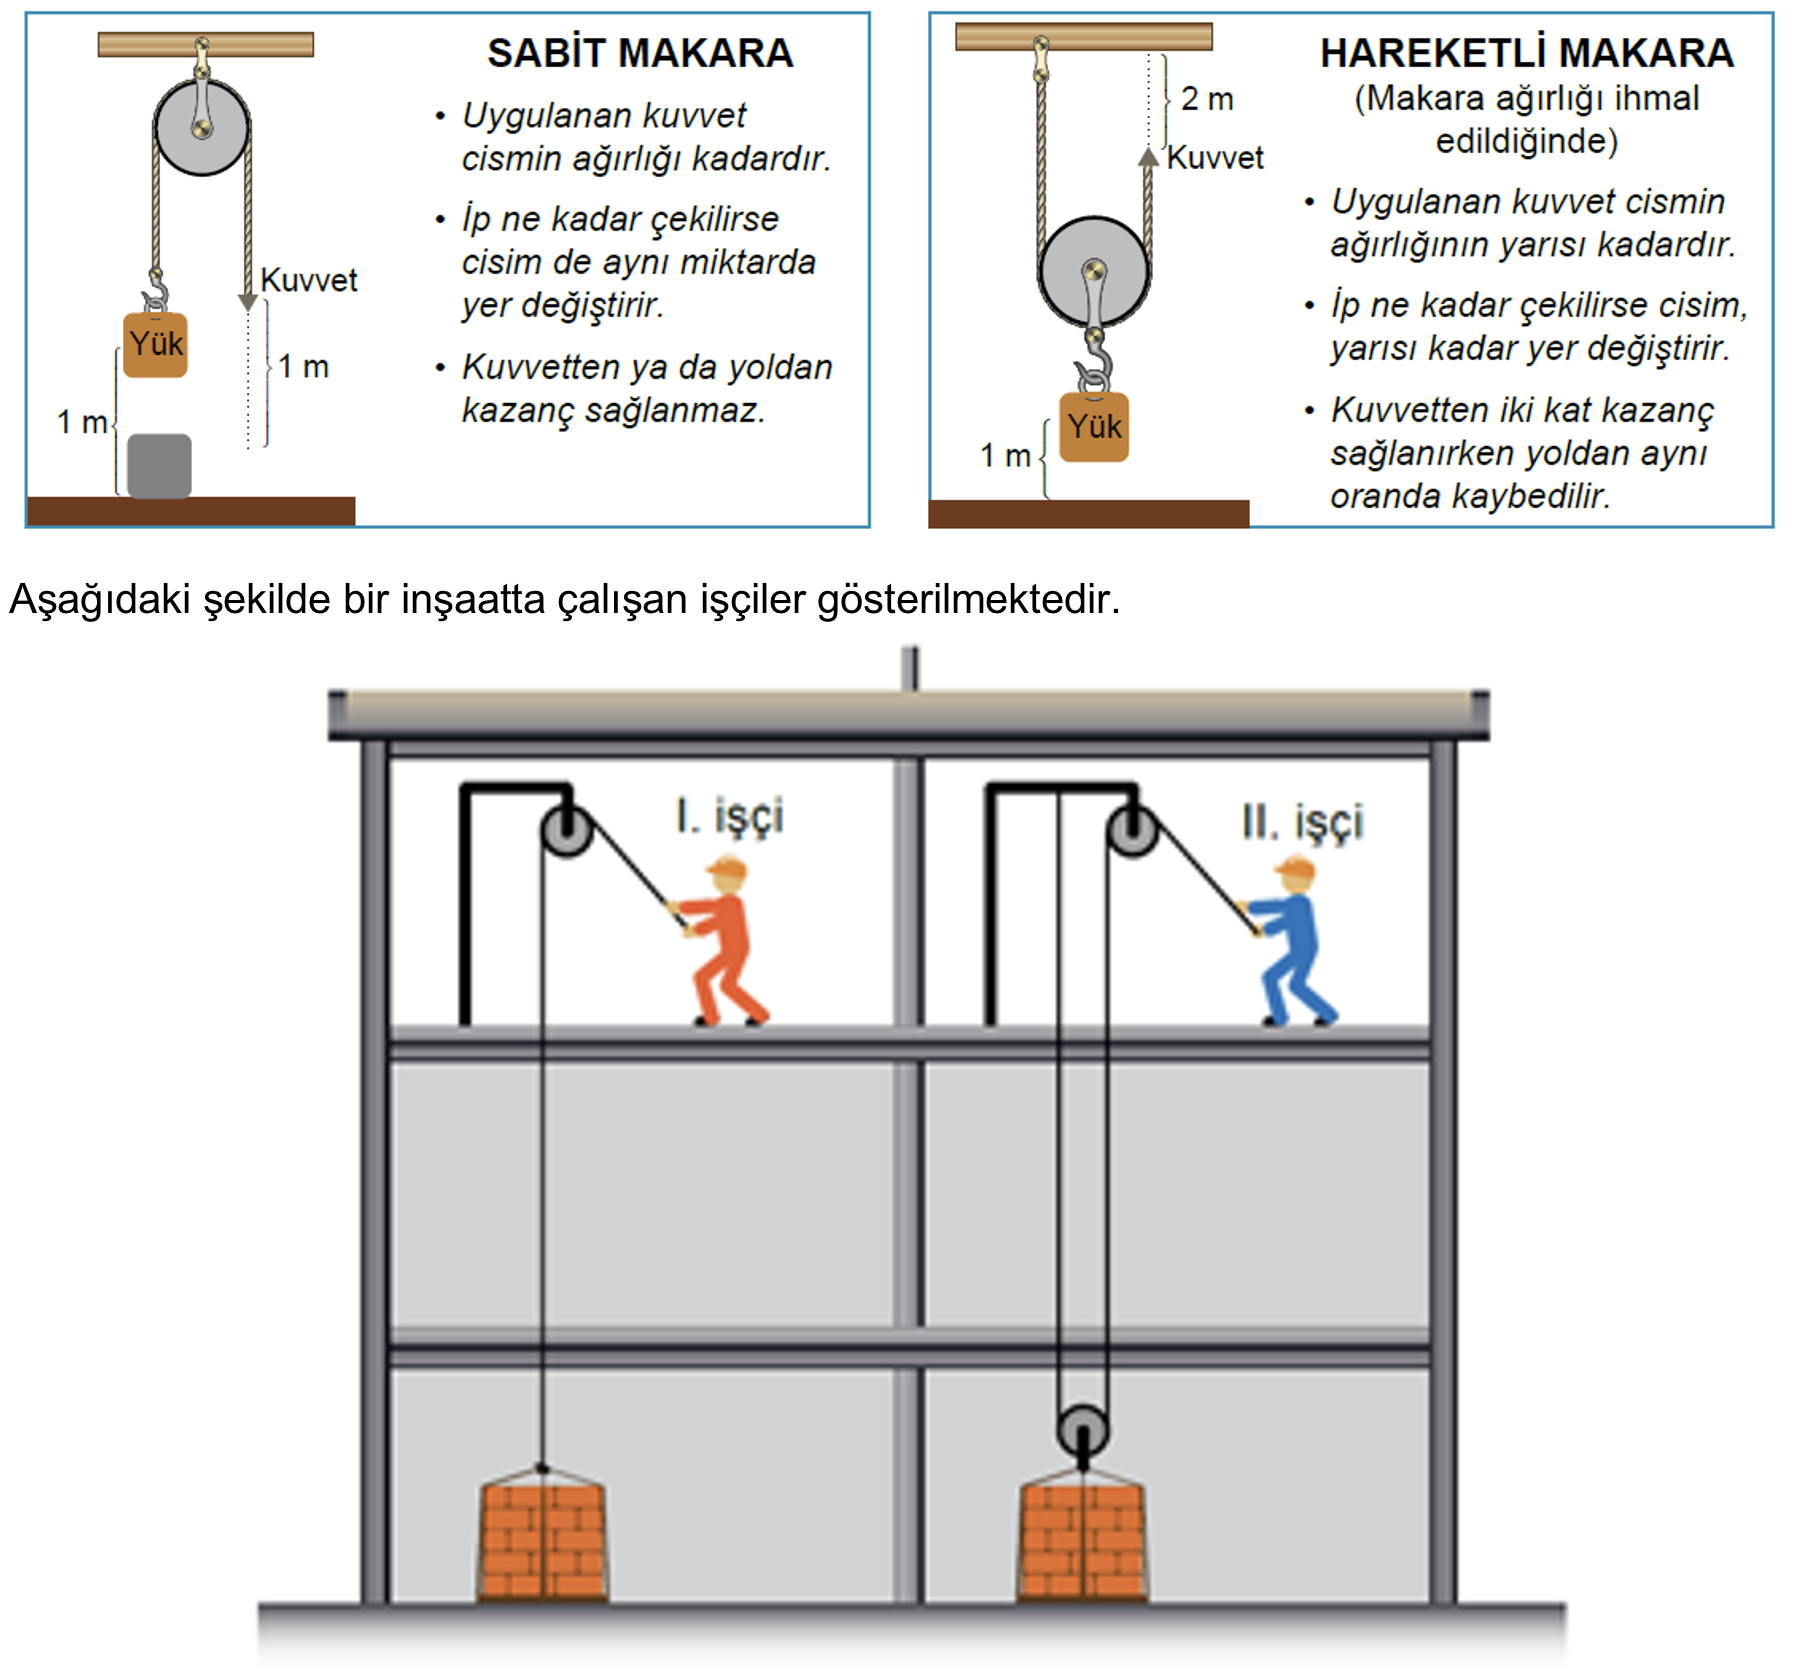 SABİT MAKARA
• Uygulanan kuvvet
cismin ağırlığı kadardır.
• İp ne kadar çekilirse
cisim de aynı miktarda
yer değiştirir.
• Kuvvetten ya da yoldan
kazanç sağlanmaz.
Kuvvet
Yük
1 m
1 m
HAREKETLİ MAKARA
(Makara ağırlığı ihmal
edildiğinde)
• Uygulanan kuvvet cismin
ağırlığının yarısı kadardır.
• İp ne kadar çekilirse cisim,
yarısı kadar yer değiştirir.
• Kuvvetten iki kat kazanç
sağlanırken yoldan aynı
oranda kaybedilir.
2 m
Kuvvet
Yük
1 m
Aşağıdaki şekilde bir inşaatta çalışan işçiler gösterilmektedir.
I. işçi
II. işçi